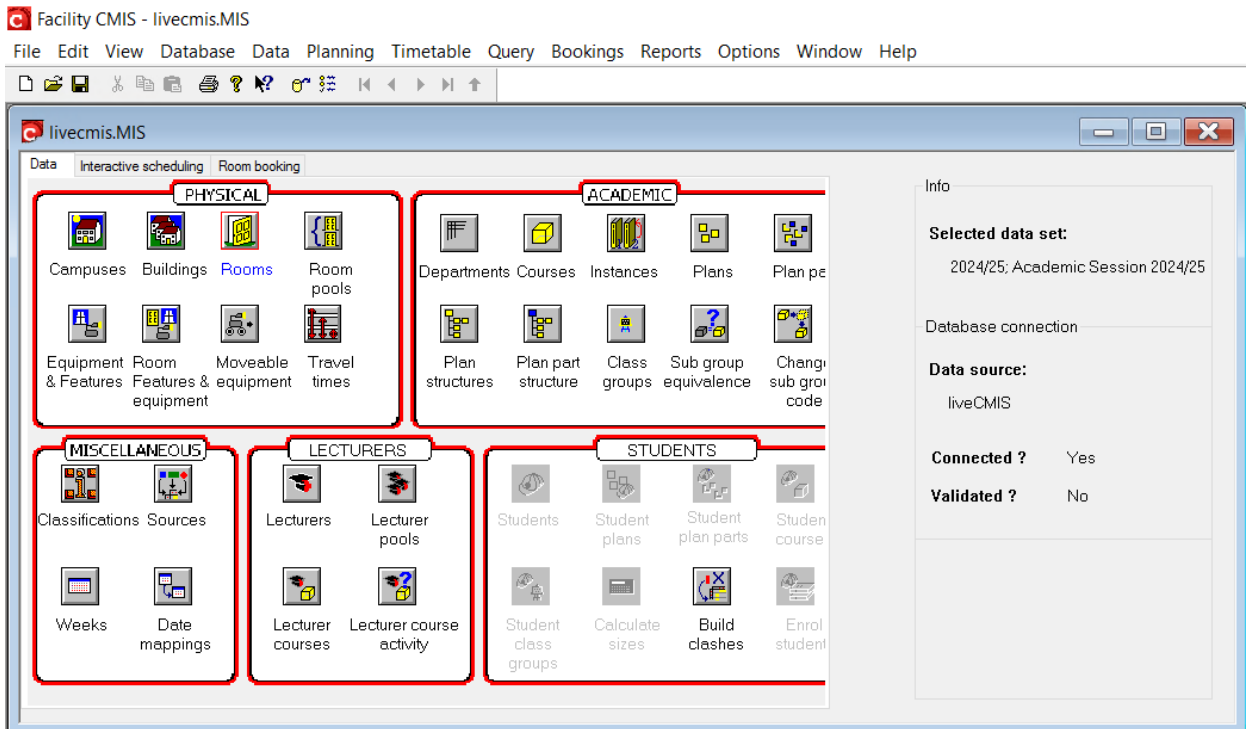 Facility CMIS - livecmis.MIS
File Edit View Database Data Planning Timetable Query Bookings Reports Options Window Help
livecmis.MIS
Data Interactive scheduling Room booking
PHYSICAL
Campuses Buildings Rooms Room pools
Equipment & Features Room Features & equipment Moveable equipment Travel times
ACADEMIC
Departments Courses Instances Plans Plan pa
Plan structures Plan part structure Class groups Sub group equivalence Chang sub grou code
MISCELLANEOUS
Classifications Sources
Weeks Date mappings
LECTURERS
Lecturers Lecturer pools
Lecturer courses Lecturer course activity
STUDENTS
Students Student plans Student plan parts Studen course
Student class groups Calculate sizes Build clashes Enrol student
Info
Selected data set:
2024/25; Academic Session 2024/25
Database connection
Data source:
liveCMIS
Connected ? Yes
Validated ? No